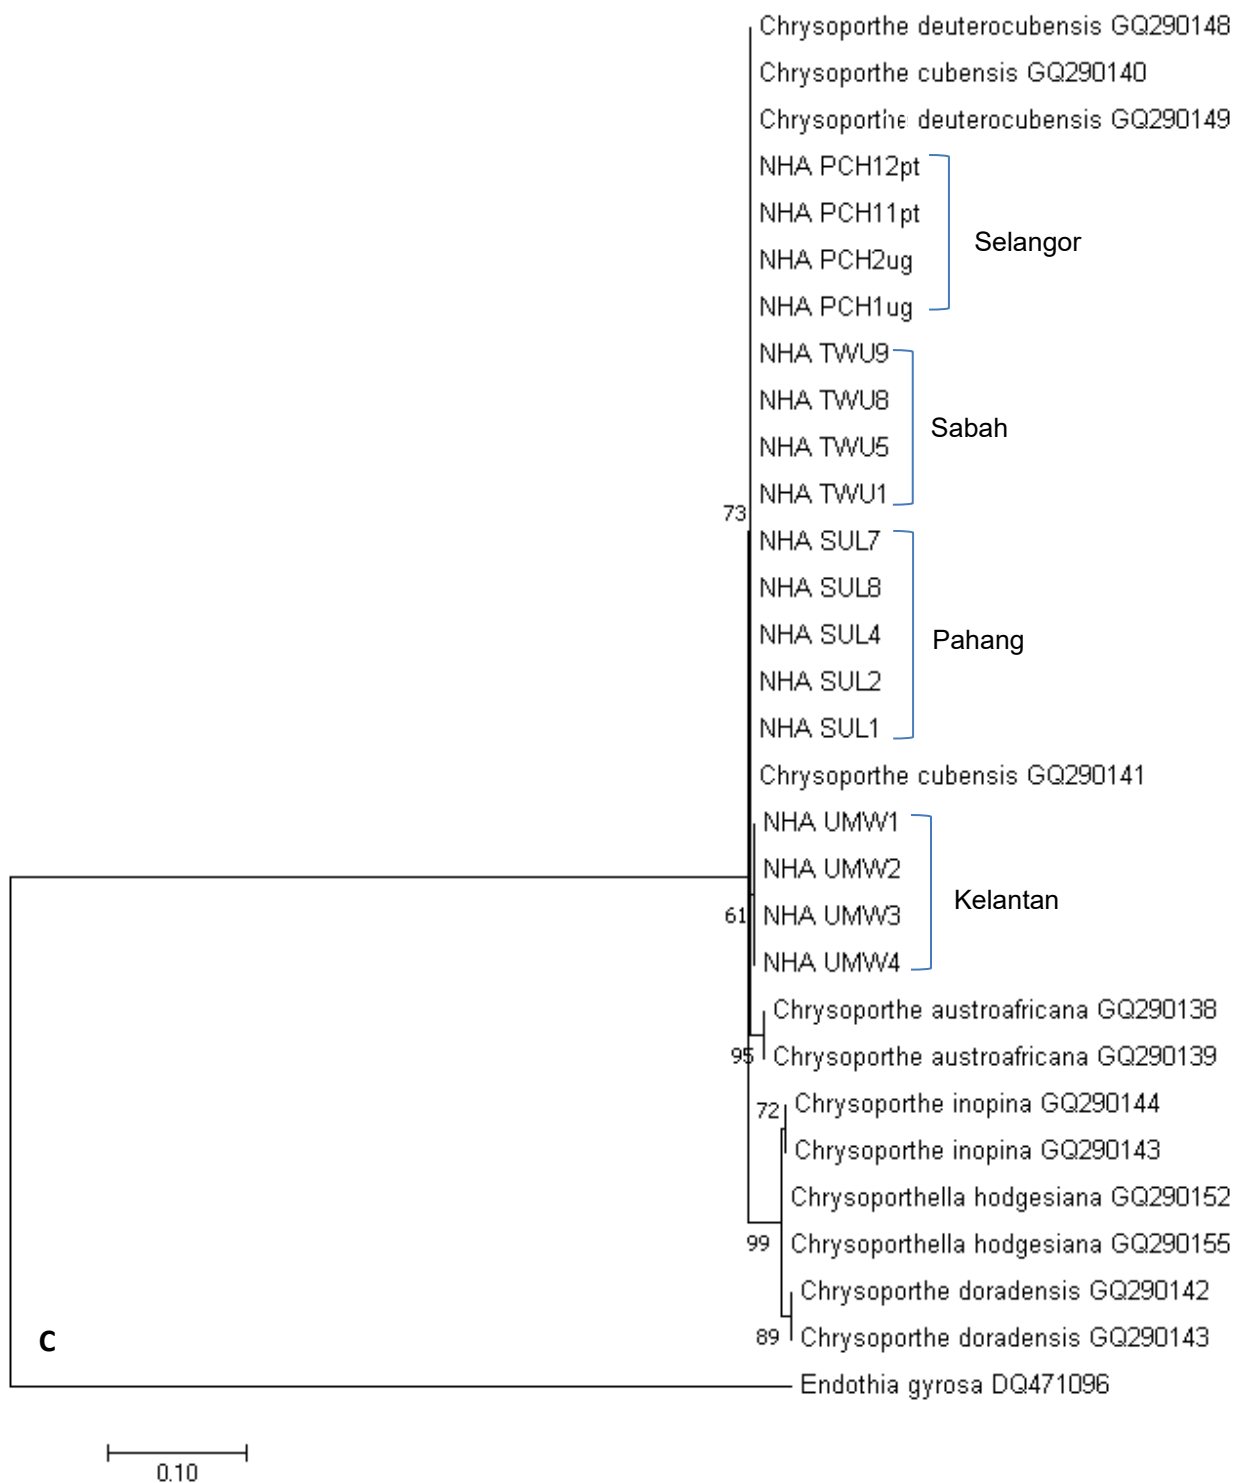 Chrysoporthe deuterocubensis GQ290148
Chrysoporthe cubensis GQ290140
Chrysoporthe deuterocubensis GQ290149
NHA PCH12pt
NHA PCH11pt
Selangor
NHA PCH2ug
NHA PCH1ug
NHA TWU9
NHA TWU8
Sabah
NHA TWU5
NHA TWU1
73
NHA SUL7
NHA SUL8
NHA SUL4
Pahang
NHA SUL2
NHA SUL1
Chrysoporthe cubensis GQ290141
NHA UMW1
NHA UMW2
Kelantan
61
NHA UMW3
NHA UMW4
Chrysoporthe austroafricana GQ290138
95
Chrysoporthe austroafricana GQ290139
72
Chrysoporthe inopina GQ290144
Chrysoporthe inopina GQ290143
Chrysoporthella hodgesiana GQ290152
99
Chrysoporthella hodgesiana GQ290155
Chrysoporthe doradensis GQ290142
89
Chrysoporthe doradensis GQ290143
C
Endothia gyrosa DQ471096
0.10